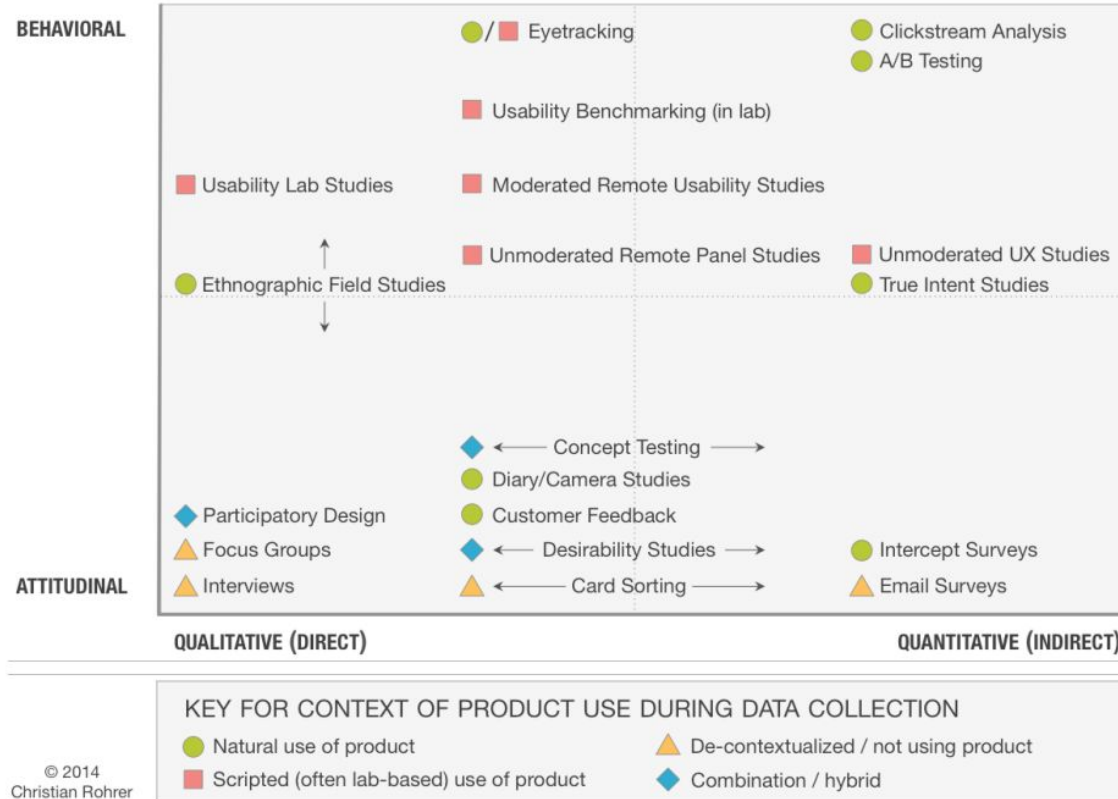 BEHAVIORAL
/ Eyetracking
Clickstream Analysis
A/B Testing
Usability Benchmarking (in lab)
Usability Lab Studies
Moderated Remote Usability Studies
Unmoderated Remote Panel Studies
Unmoderated UX Studies
Ethnographic Field Studies
True Intent Studies
Concept Testing
Diary/Camera Studies
Participatory Design
Customer Feedback
Focus Groups
Desirability Studies
Intercept Surveys
ATTITUDINAL
Interviews
Card Sorting
Email Surveys
QUALITATIVE (DIRECT)
QUANTITATIVE (INDIRECT)
KEY FOR CONTEXT OF PRODUCT USE DURING DATA COLLECTION
Natural use of product
De-contextualized / not using product
Scripted (often lab-based) use of product
Combination / hybrid
© 2014
Christian Rohrer